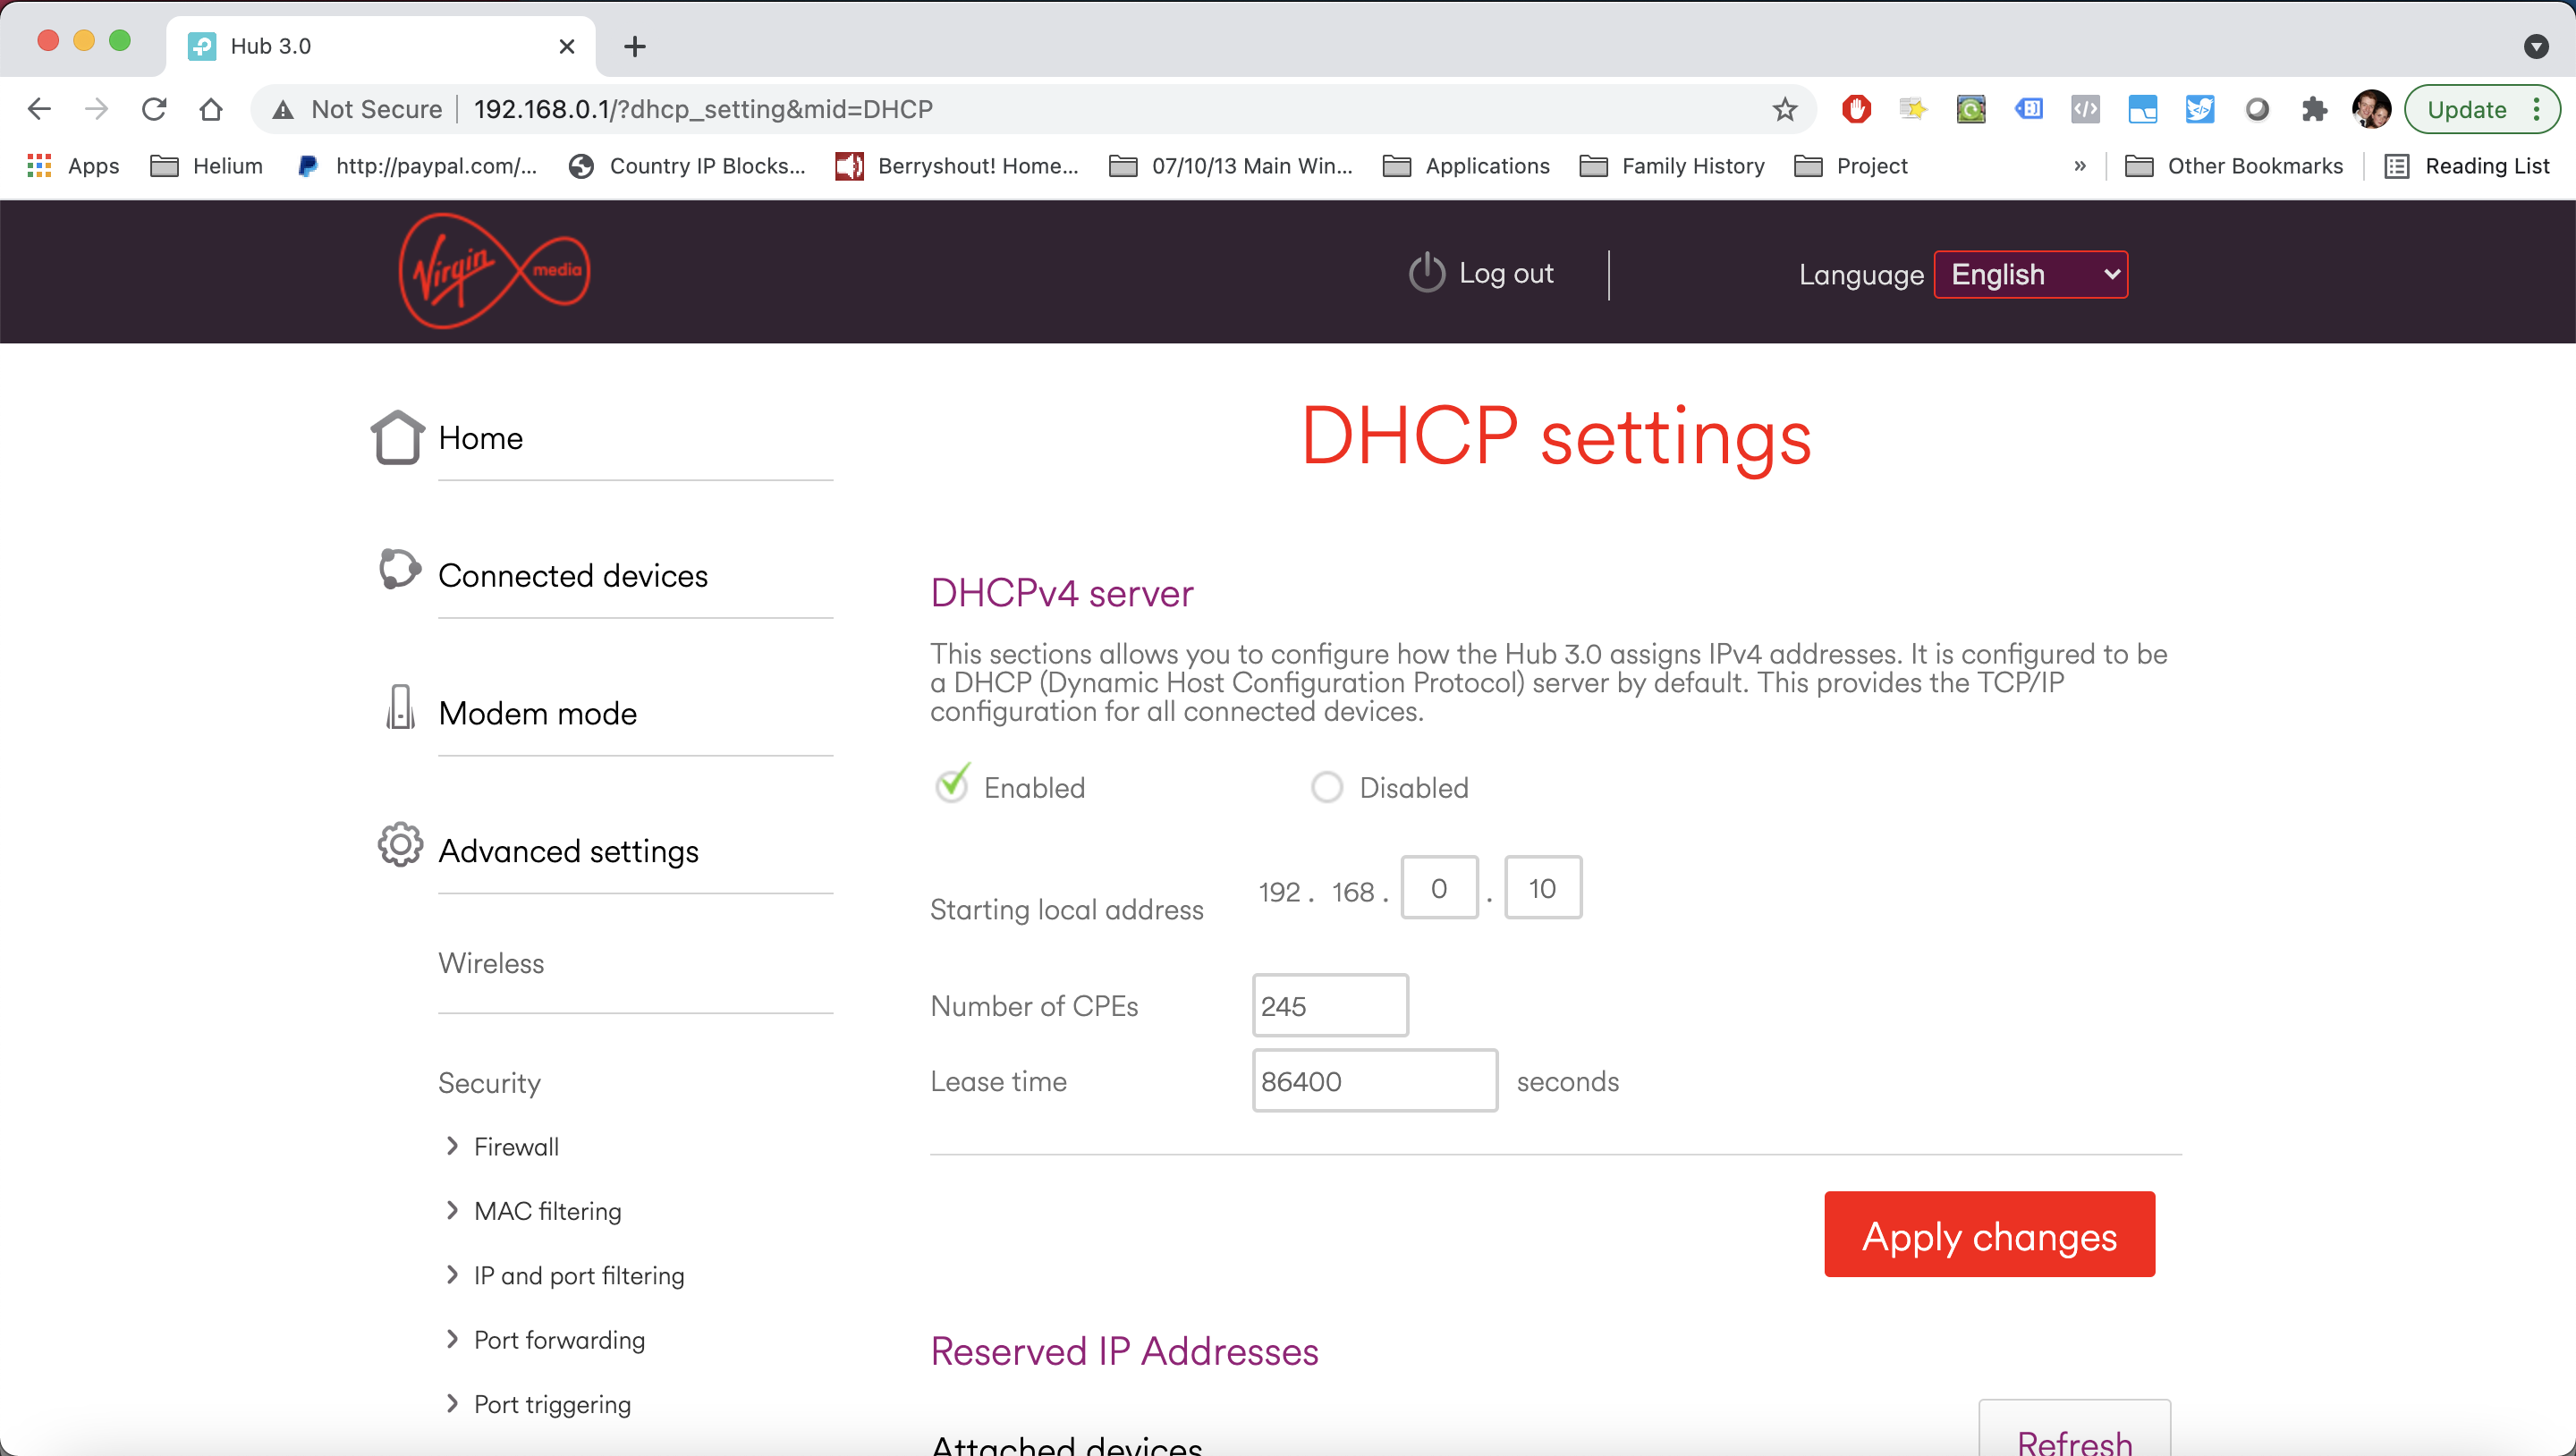 Hub 3.0
Not Secure 192.168.0.1/?dhcp_setting&mid=DHCP
Update
Apps Helium http://paypal.com/... Country IP Blocks... Berryshout! Home... 07/10/13 Main Win... Applications Family History Project » Other Bookmarks Reading List
Virgin media
Log out
Language English
Home
Connected devices
Modem mode
Advanced settings
Wireless
Security
Firewall
MAC filtering
IP and port filtering
Port forwarding
Port triggering
DHCP settings
DHCPv4 server
This sections allows you to configure how the Hub 3.0 assigns IPv4 addresses. It is configured to be
a DHCP (Dynamic Host Configuration Protocol) server by default. This provides the TCP/IP
configuration for all connected devices.
Enabled Disabled
Starting local address 192 . 168 . 0 . 10
Number of CPEs 245
Lease time 86400 seconds
Apply changes
Reserved IP Addresses
Attached devices
Refresh